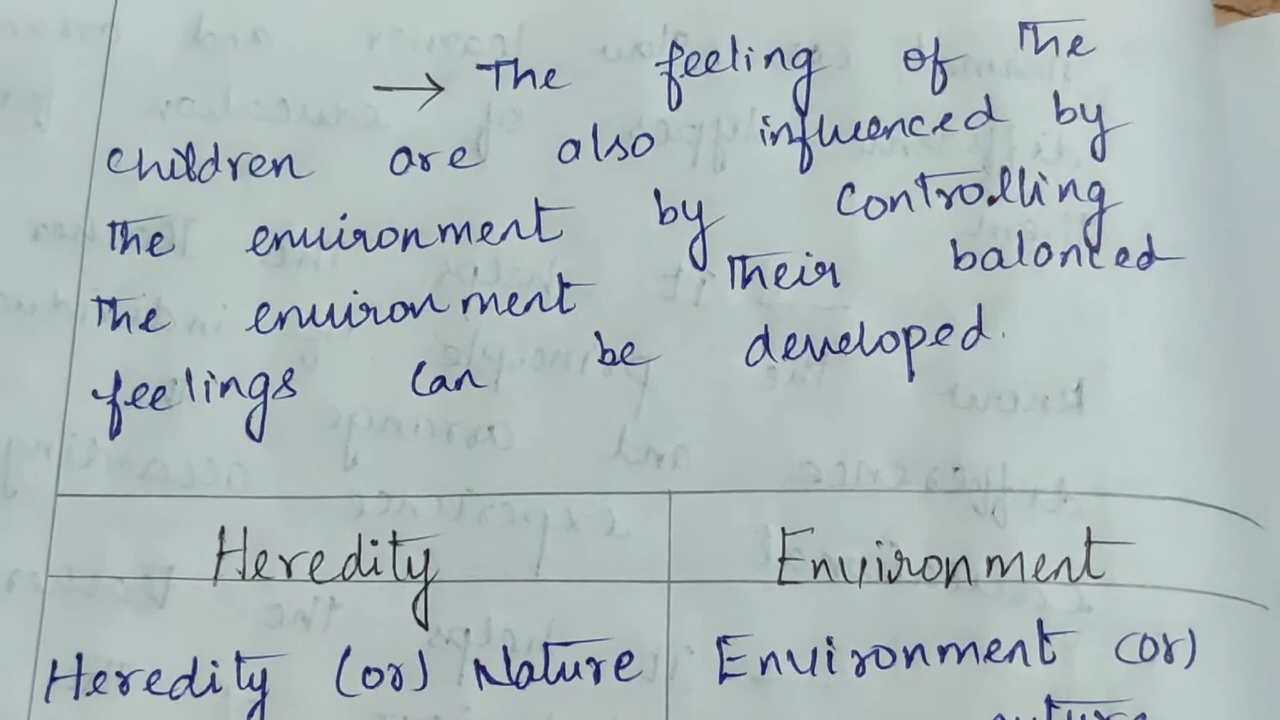 → The feeling of the
children are also influenced by
the environment by controlling
the environment their balanced
feelings can be developed.
Heredity Environment
Heredity (or) Nature Environment (or)